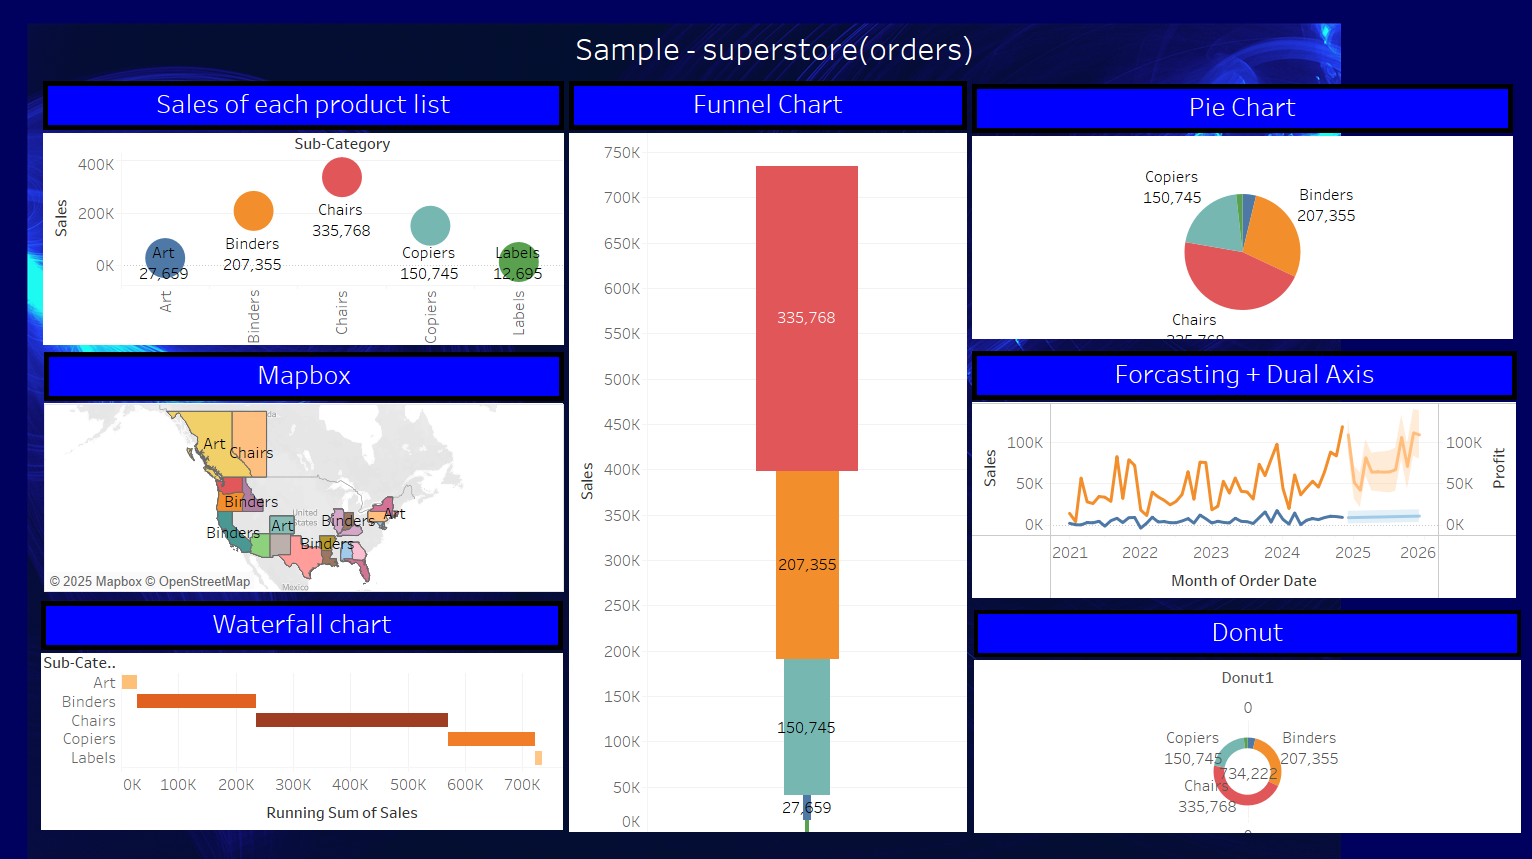 Sample - superstore(orders)
Sales of each product list
Sub-Category
Sales
400K
200K
0K
Art
27,659
Binders
207,355
Chairs
335,768
Copiers
150,745
Labels
12,695
Art
Binders
Chairs
Copiers
Labels
Mapbox
da
Art
Chairs
Binders
Binders
Art
United
States
Binders
Art
Binders
Mexico
© 2025 Mapbox © OpenStreetMap
Waterfall chart
Sub-Cate..
Art
Binders
Chairs
Copiers
Labels
0K 100K 200K 300K 400K 500K 600K 700K
Running Sum of Sales
Funnel Chart
Sales
750K
700K
650K
600K
550K
500K
450K
400K
350K
300K
250K
200K
150K
100K
50K
0K
335,768
207,355
150,745
27,659
Pie Chart
Copiers
150,745
Binders
207,355
Chairs
335,768
Forcasting + Dual Axis
Sales
100K
50K
0K
100K
50K
0K
Profit
2021 2022 2023 2024 2025 2026
Month of Order Date
Donut
Donut1
0
Copiers
150,745
Binders
207,355
734,222
Chairs
335,768